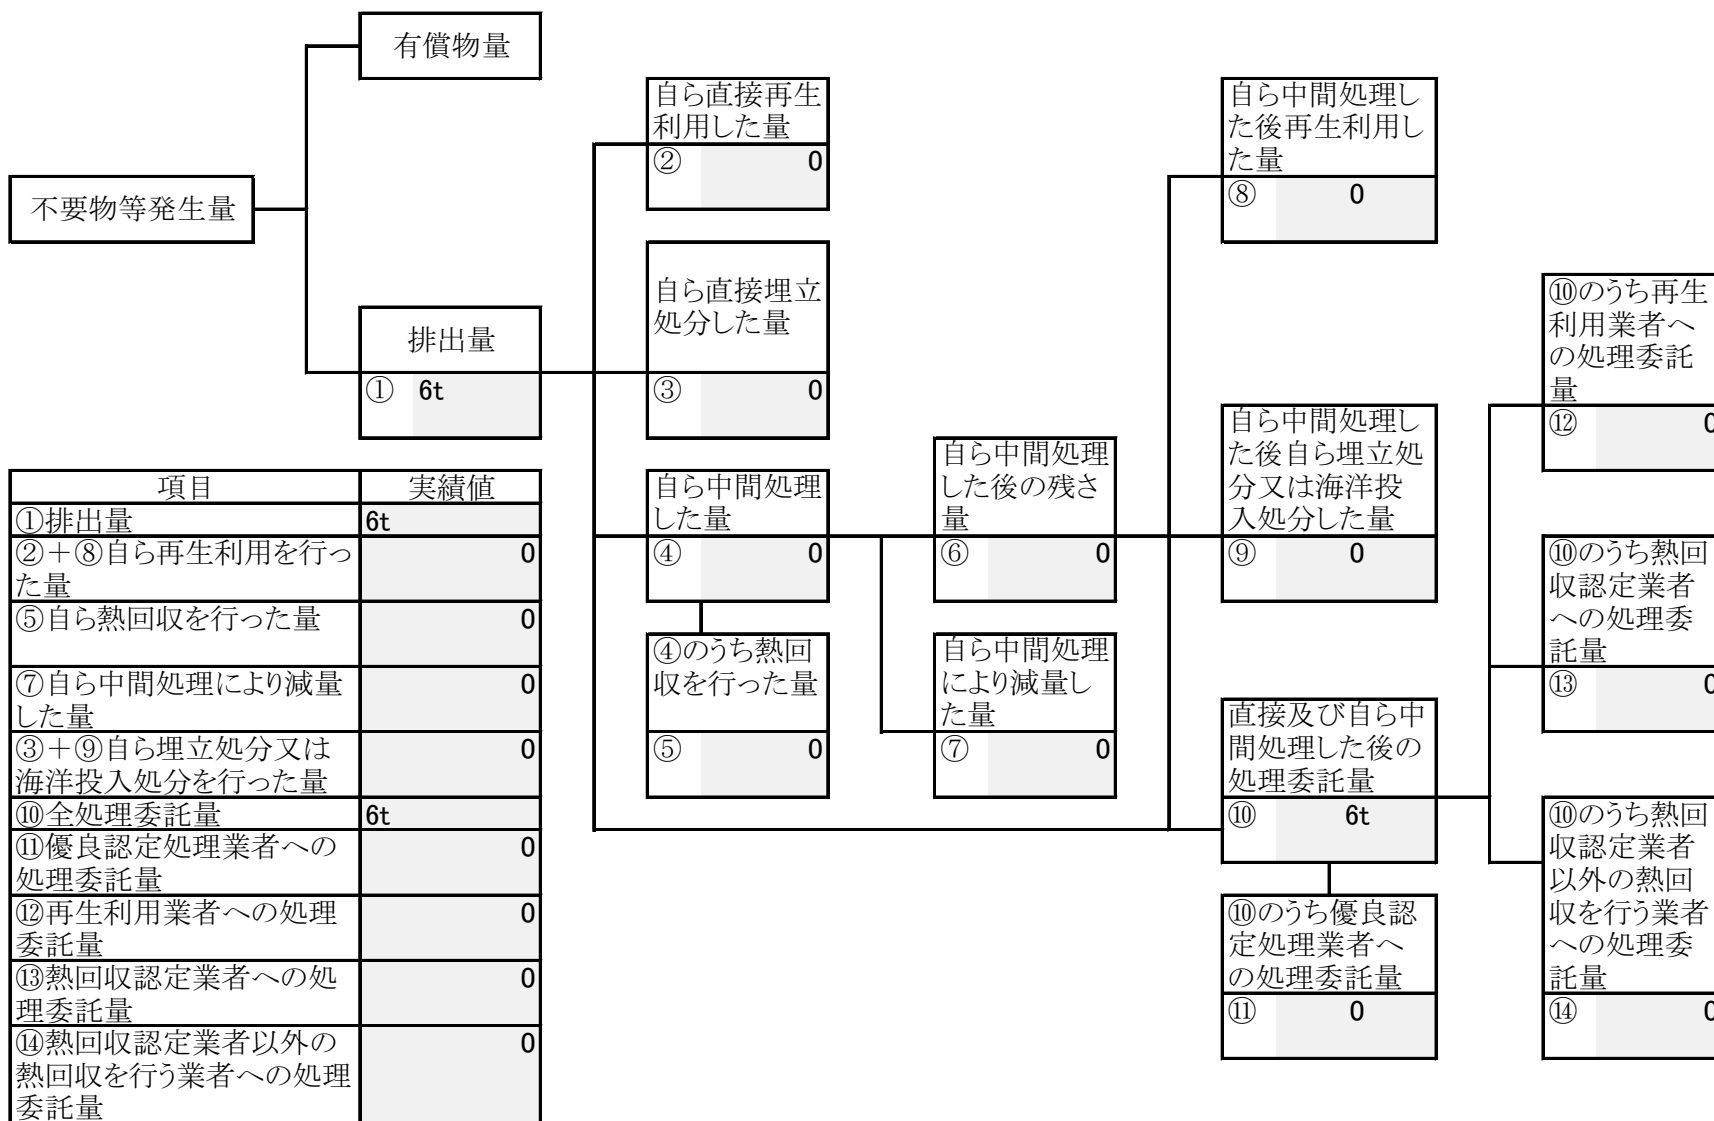 有償物量
不要物等発生量
排出量
① 6t
自ら直接再生
利用した量
② 0
自ら直接埋立
処分した量
③ 0
自ら中間処理
した量
④ 0
④のうち熱回
収を行った量
⑤ 0
自ら中間処理
した後の残さ
量
⑥ 0
自ら中間処理
により減量し
た量
⑦ 0
自ら中間処理し
た後再生利用し
た量
⑧ 0
自ら中間処理し
た後自ら埋立処
分又は海洋投
入処分した量
⑨ 0
直接及び自ら中
間処理した後の
処理委託量
⑩ 6t
⑩のうち優良認
定処理業者へ
の処理委託量
⑪ 0
⑩のうち再生
利用業者へ
の処理委託
量
⑫ 0
⑩のうち熱回
収認定業者
への処理委
託量
⑬ 0
⑩のうち熱回
収認定業者
以外の熱回
収を行う業者
への処理委
託量
⑭ 0
項目 実績値
①排出量 6t
②+⑧自ら再生利用を行っ 0
た量
⑤自ら熱回収を行った量 0
⑦自ら中間処理により減量 0
した量
③+⑨自ら埋立処分又は 0
海洋投入処分を行った量
⑩全処理委託量 6t
⑪優良認定処理業者への 0
処理委託量
⑫再生利用業者への処理 0
委託量
⑬熱回収認定業者への処 0
理委託量
⑭熱回収認定業者以外の 0
熱回収を行う業者への処理
委託量